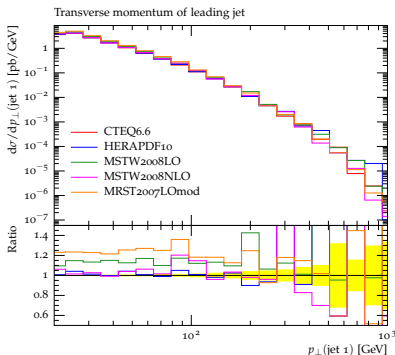 Transverse momentum of leading jet
dσ/dp⊥(jet 1) [pb/GeV]
1
10⁻¹
10⁻²
10⁻³
10⁻⁴
10⁻⁵
10⁻⁶
10⁻⁷
CTEQ6.6
HERAPDF10
MSTW2008LO
MSTW2008NLO
MRST2007LOmod
Ratio
1.4
1.2
1
0.8
0.6
10²
10³
p⊥(jet 1) [GeV]